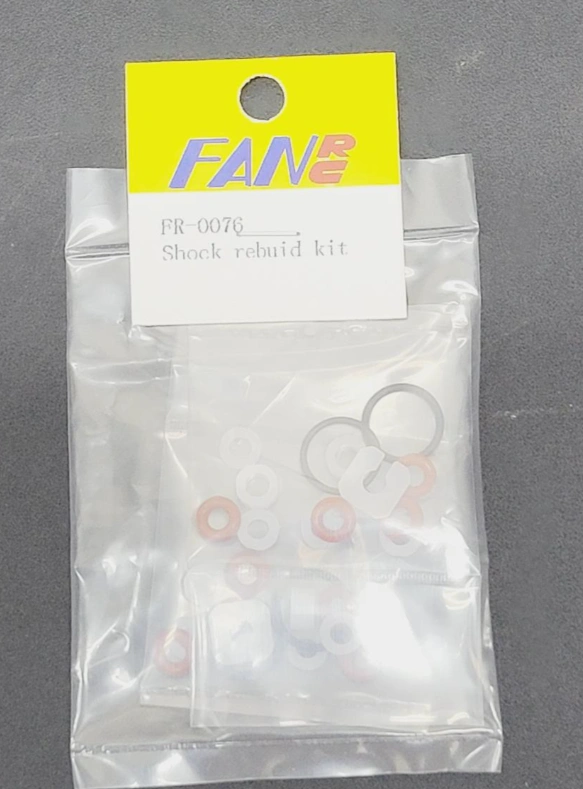 FAN RC
FR-0076
Shock rebuid kit